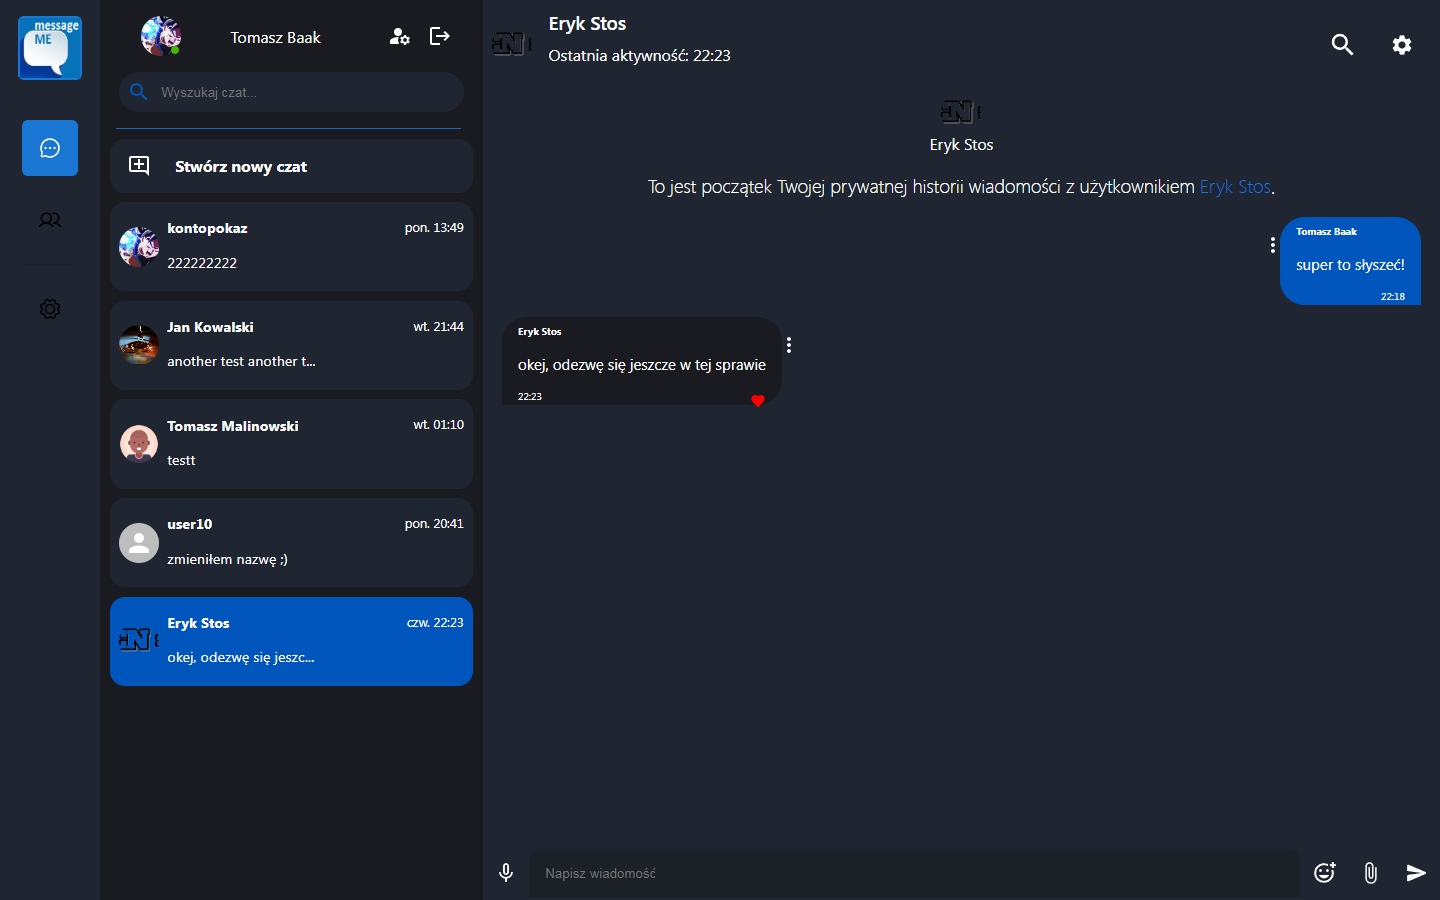 message
ME
Tomasz Baak
Wyszukaj czat...
Stwórz nowy czat
kontopokaz
pon. 13:49
222222222
Jan Kowalski
wt. 21:44
another test another t...
Tomasz Malinowski
wt. 01:10
testt
user10
pon. 20:41
zmieniłem nazwę ;)
Eryk Stos
czw. 22:23
okej, odezwę się jeszc...
Eryk Stos
Ostatnia aktywność: 22:23
Eryk Stos
To jest początek Twojej prywatnej historii wiadomości z użytkownikiem Eryk Stos.
Tomasz Baak
super to słyszeć!
22:18
Eryk Stos
okej, odezwę się jeszcze w tej sprawie
22:23
Napisz wiadomość